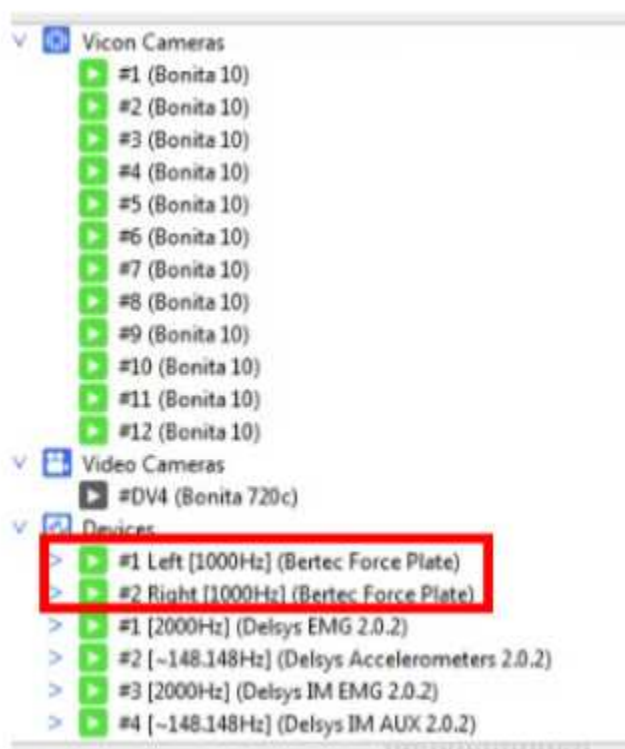 Vicon Cameras
#1 (Bonita 10)
#2 (Bonita 10)
#3 (Bonita 10)
#4 (Bonita 10)
#5 (Bonita 10)
#6 (Bonita 10)
#7 (Bonita 10)
#8 (Bonita 10)
#9 (Bonita 10)
#10 (Bonita 10)
#11 (Bonita 10)
#12 (Bonita 10)
Video Cameras
#DV4 (Bonita 720c)
Devices
#1 Left [1000Hz] (Bertec Force Plate)
#2 Right [1000Hz] (Bertec Force Plate)
#1 [2000Hz] (Delsys EMG 2.0.2)
#2 [~148.148Hz] (Delsys Accelerometers 2.0.2)
#3 [2000Hz] (Delsys IM EMG 2.0.2)
#4 [~148.148Hz] (Delsys IM AUX 2.0.2)